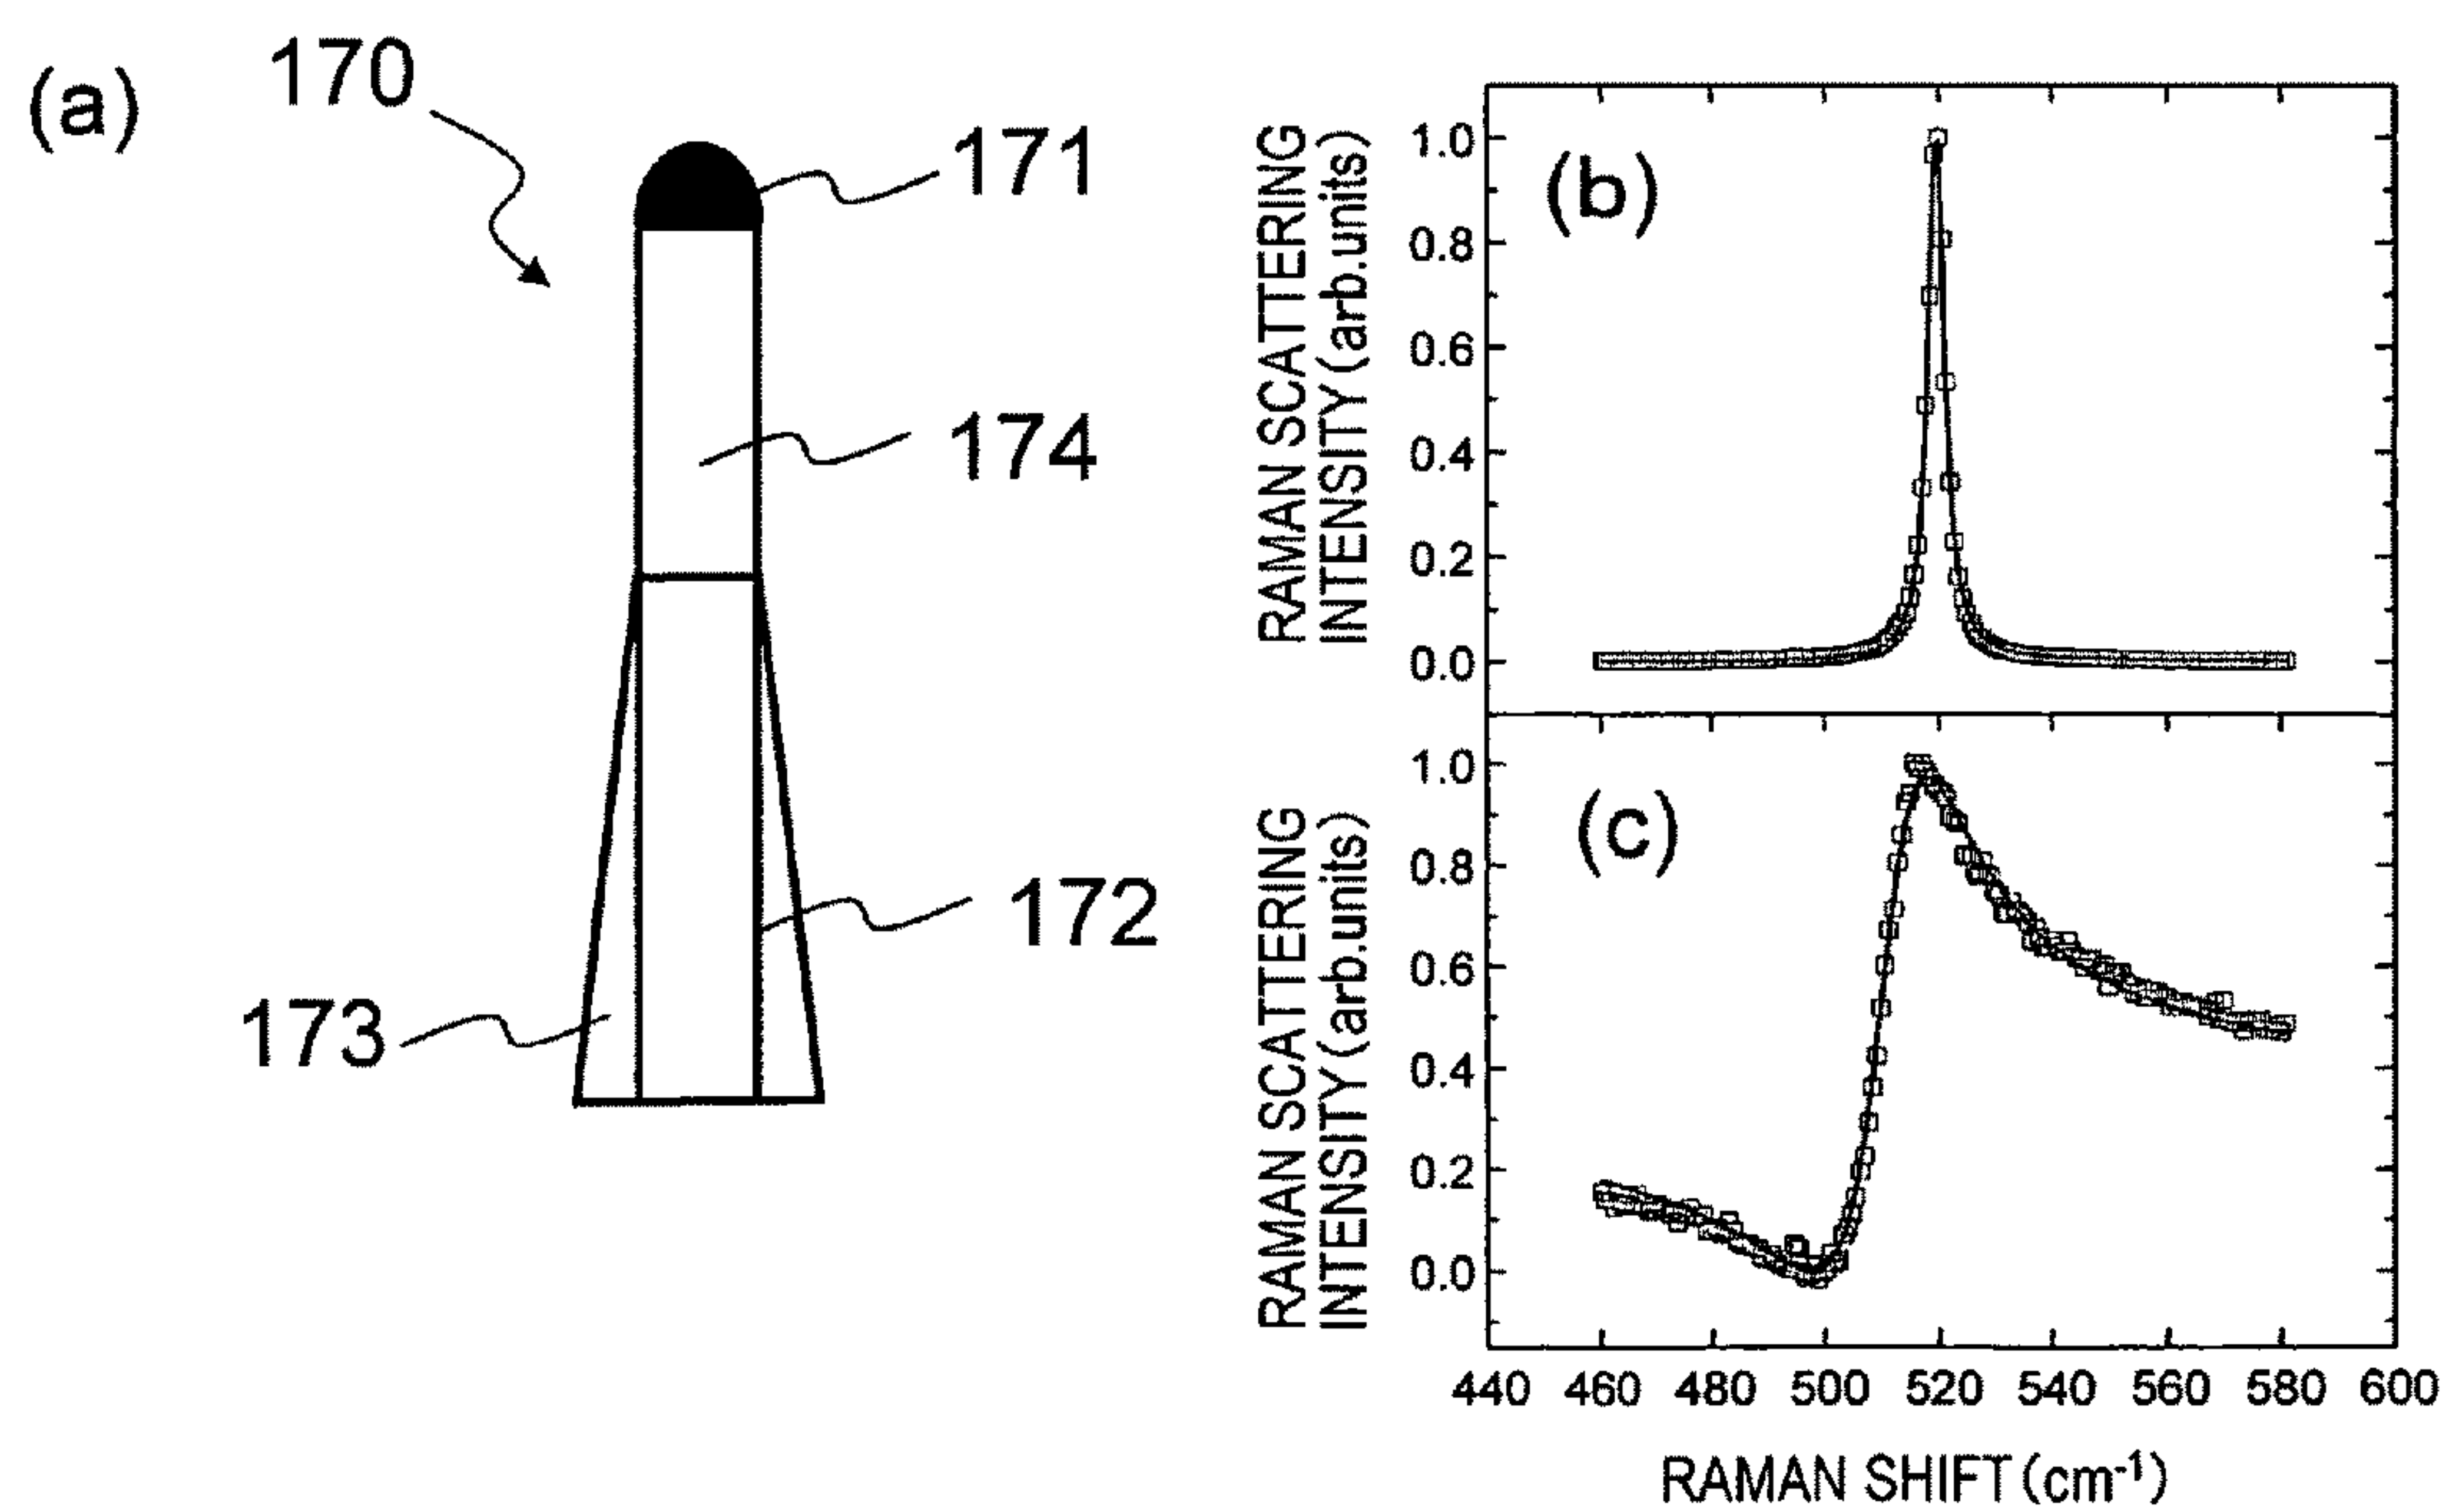 (a)
170
171
174
172
173
RAMAN SCATTERING
INTENSITY (arb.units)
1.0
0.8
0.6
0.4
0.2
0.0
(b)
RAMAN SCATTERING
INTENSITY (arb.units)
1.0
0.8
0.6
0.4
0.2
0.0
(c)
440 460 480 500 520 540 560 580 600
RAMAN SHIFT (cm⁻¹)